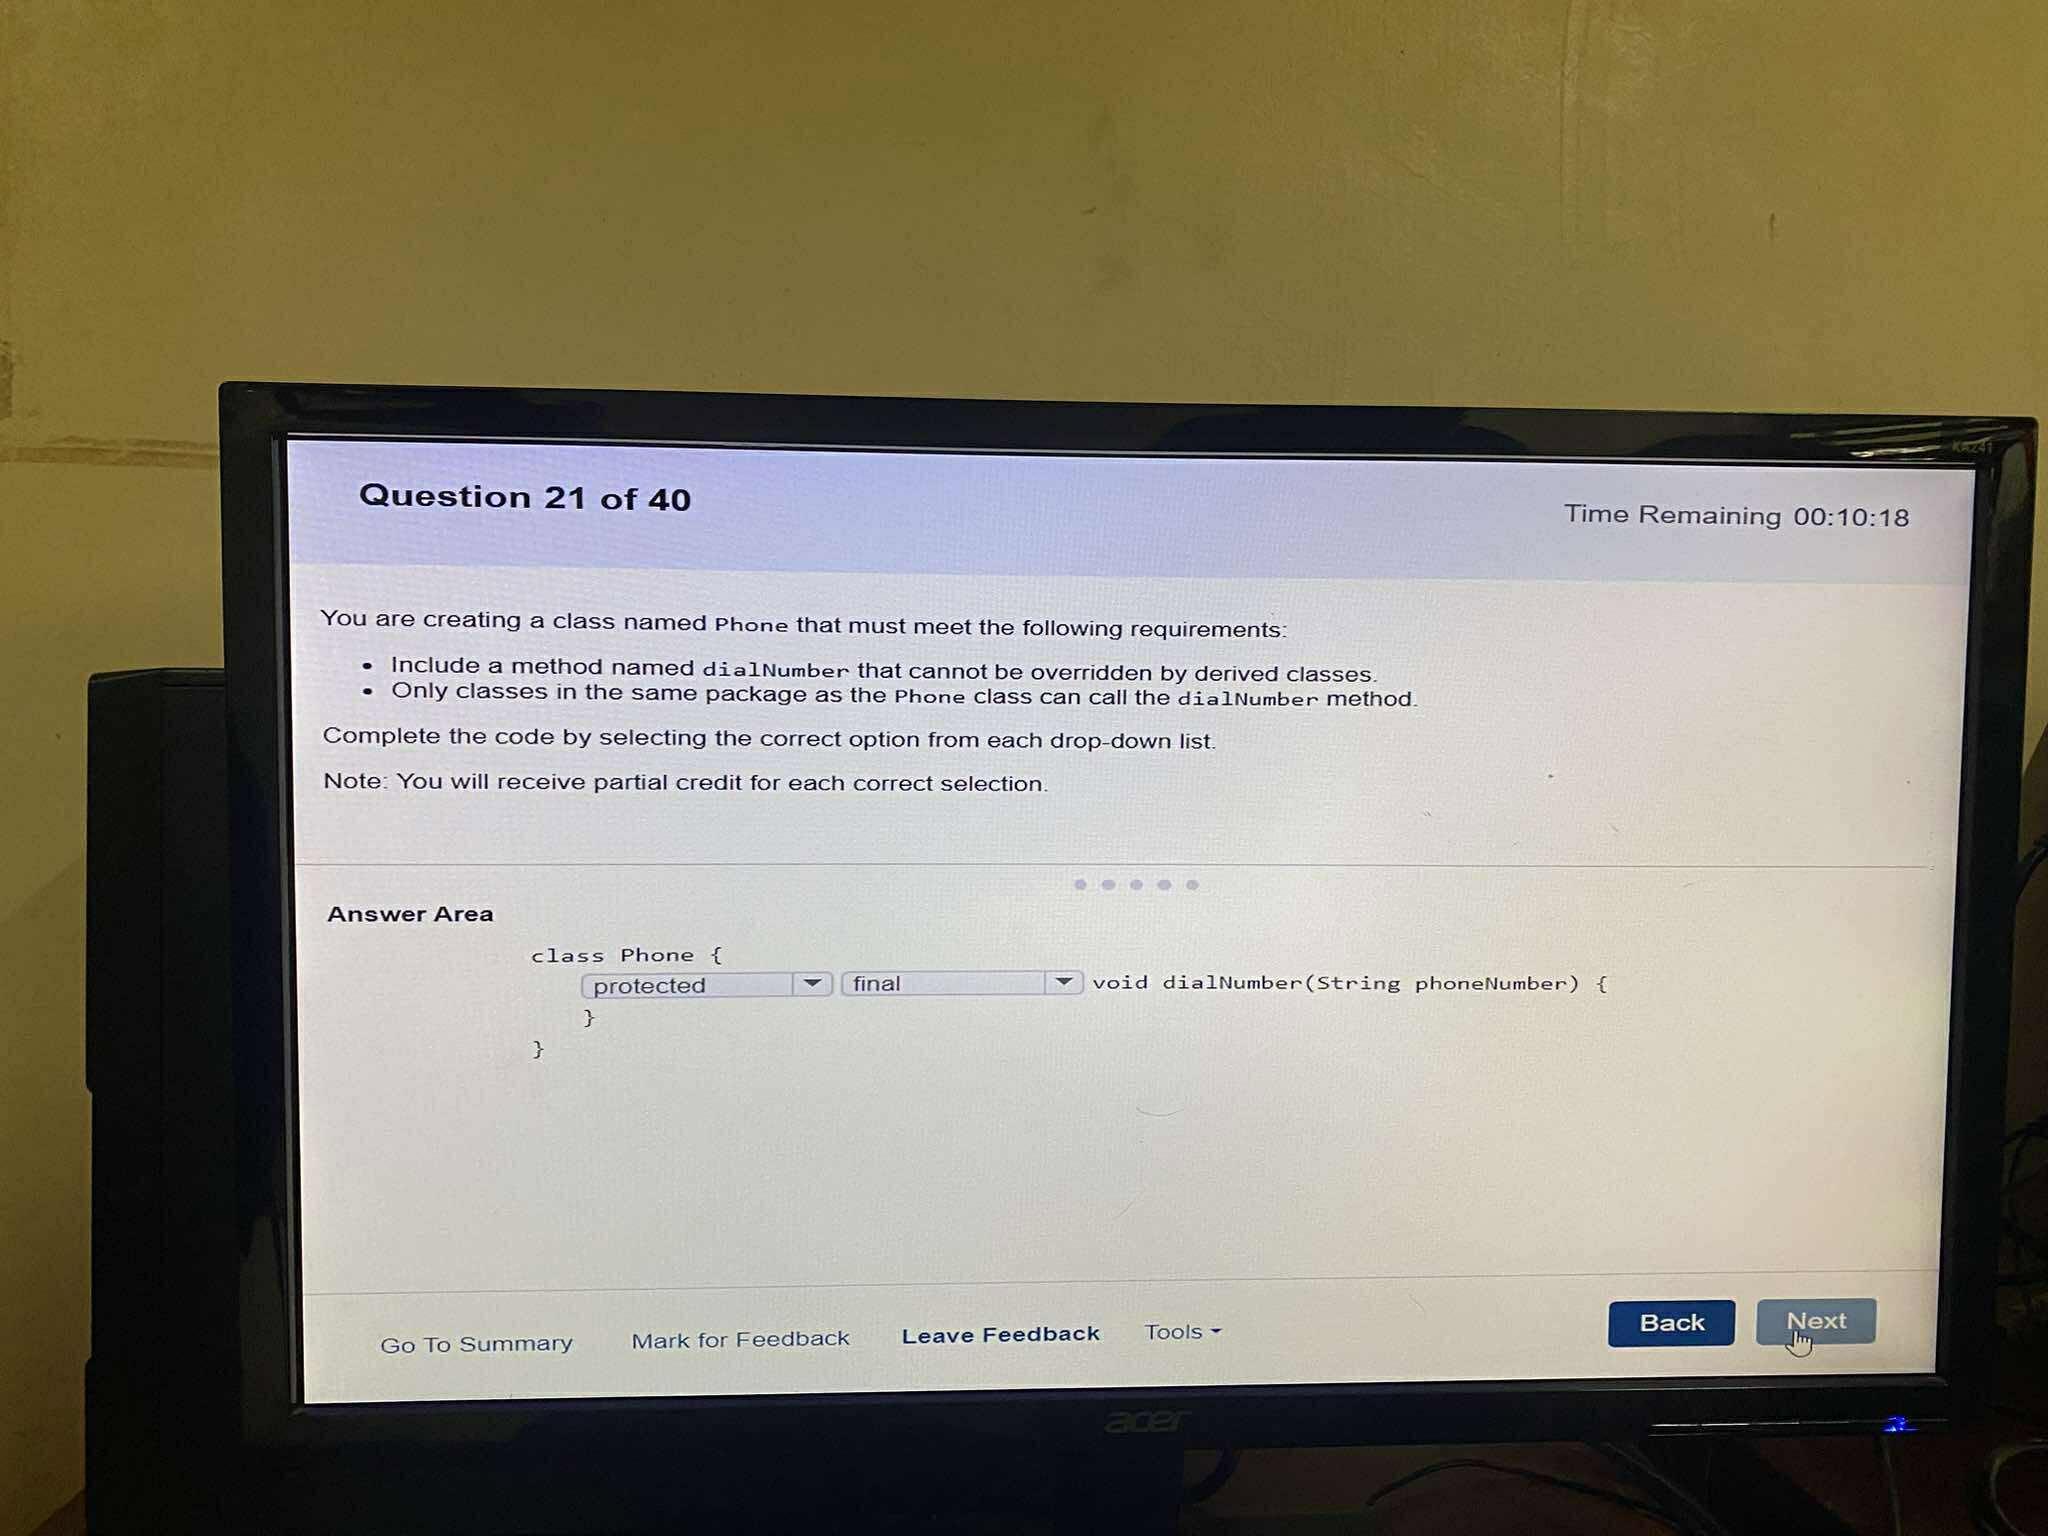 Question 21 of 40
Time Remaining 00:10:18
You are creating a class named Phone that must meet the following requirements:
• Include a method named dialNumber that cannot be overridden by derived classes.
• Only classes in the same package as the Phone class can call the dialNumber method.
Complete the code by selecting the correct option from each drop-down list.
Note: You will receive partial credit for each correct selection.
Answer Area
class Phone {
protected final void dialNumber(String phoneNumber) {
}
}
Go To Summary Mark for Feedback Leave Feedback Tools Back Next
acer